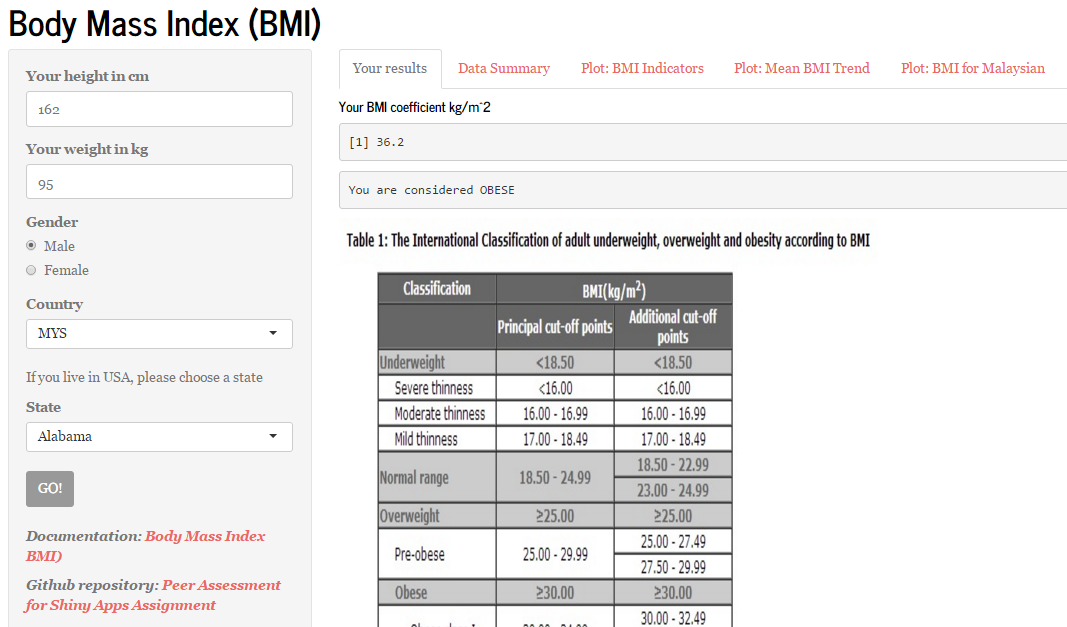 Body Mass Index (BMI)
Your height in cm
162
Your weight in kg
95
Gender
Male
Female
Country
MYS
If you live in USA, please choose a state
State
Alabama
GO!
Documentation: Body Mass Index
BMI)
Github repository: Peer Assessment
for Shiny Apps Assignment
Your results Data Summary Plot: BMI Indicators Plot: Mean BMI Trend Plot: BMI for Malaysian
Your BMI coefficient kg/m^2
[1] 36.2
You are considered OBESE
Table 1: The International Classification of adult underweight, overweight and obesity according to BMI
Classification BMI(kg/m²)
Principal cut-off points Additional cut-off points
Underweight <18.50 <18.50
Severe thinness <16.00 <16.00
Moderate thinness 16.00 - 16.99 16.00 - 16.99
Mild thinness 17.00 - 18.49 17.00 - 18.49
Normal range 18.50 - 24.99 18.50 - 22.99
23.00 - 24.99
Overweight ≥25.00 ≥25.00
Pre-obese 25.00 - 29.99 25.00 - 27.49
27.50 - 29.99
Obese ≥30.00 ≥30.00
30.00 - 32.49